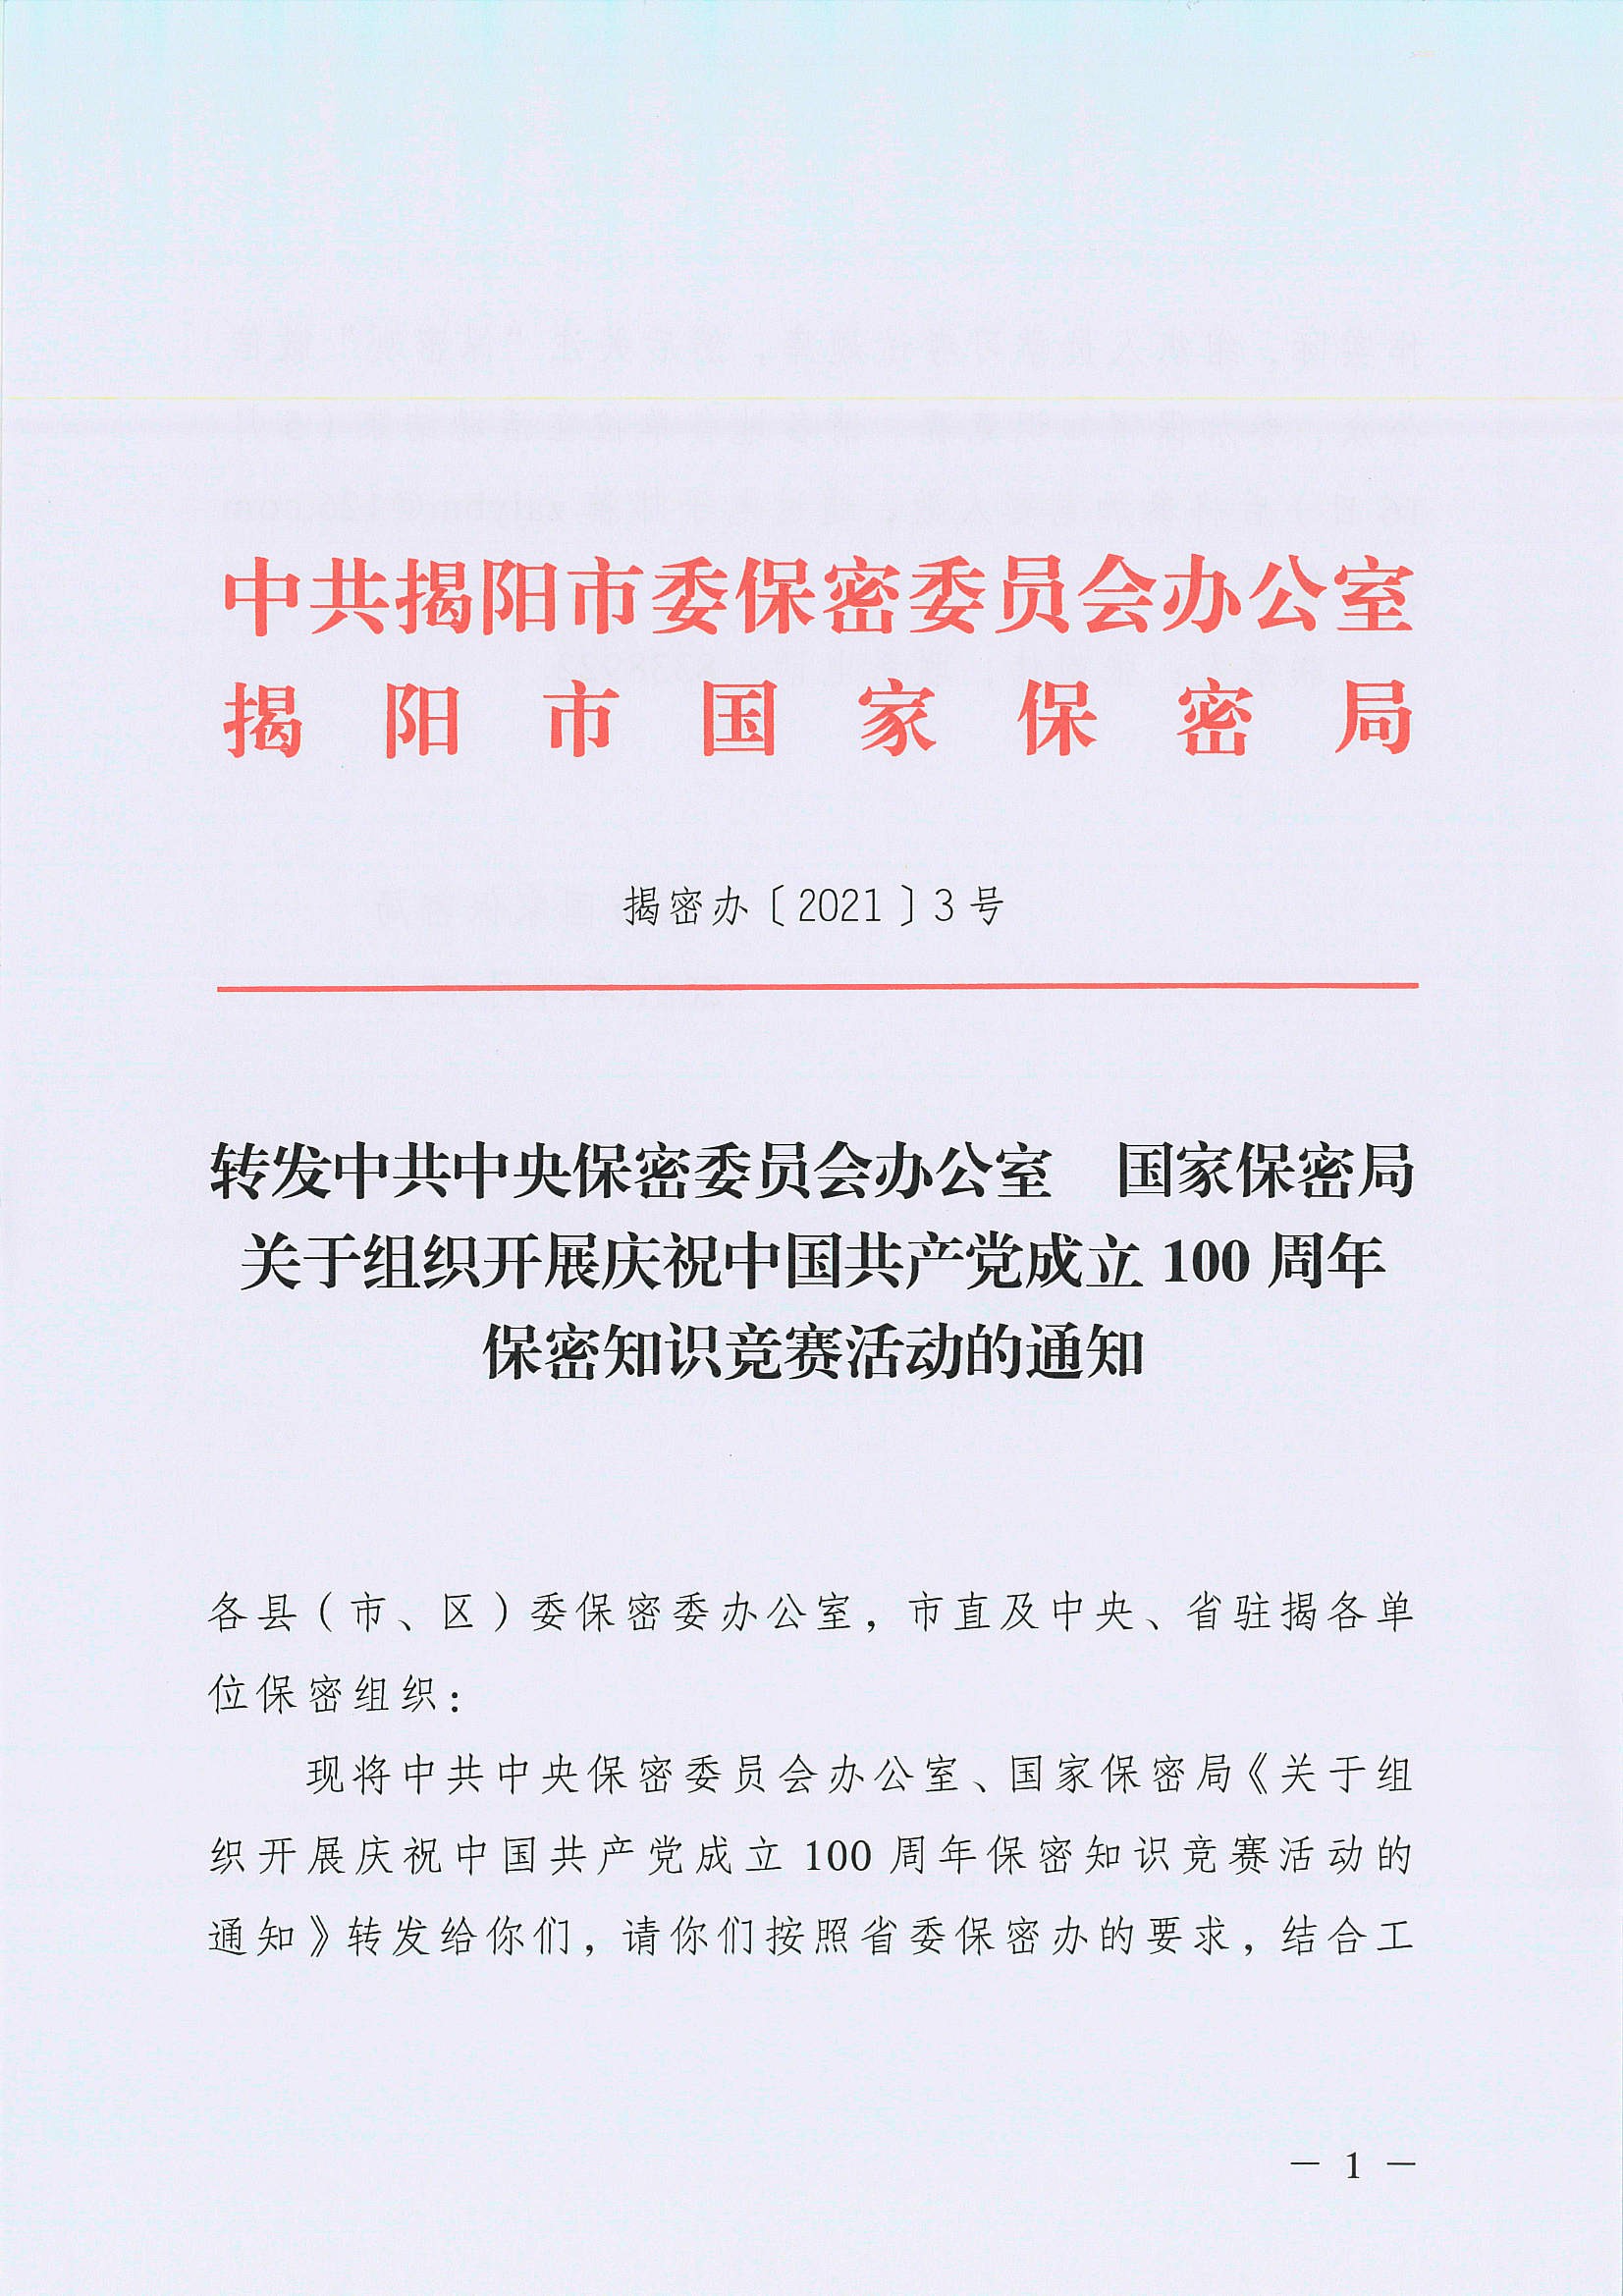 中共揭阳市委保密委员会办公室
揭阳市国家保密局
揭密办〔2021〕3号
转发中共中央保密委员会办公室　国家保密局
关于组织开展庆祝中国共产党成立100周年
保密知识竞赛活动的通知
各县（市、区）委保密委办公室，市直及中央、省驻揭各单
位保密组织：
现将中共中央保密委员会办公室、国家保密局《关于组
织开展庆祝中国共产党成立100周年保密知识竞赛活动的
通知》转发给你们，请你们按照省委保密办的要求，结合工
— 1 —